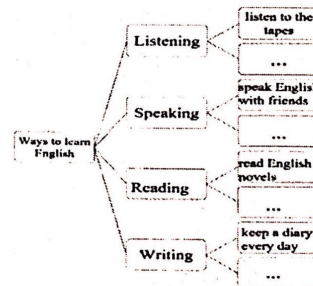 listen to the
tapes
Listening
...
speak English
with friends
Speaking
...
Ways to learn
English
read English
novels
Reading
...
keep a diary
every day
Writing
...